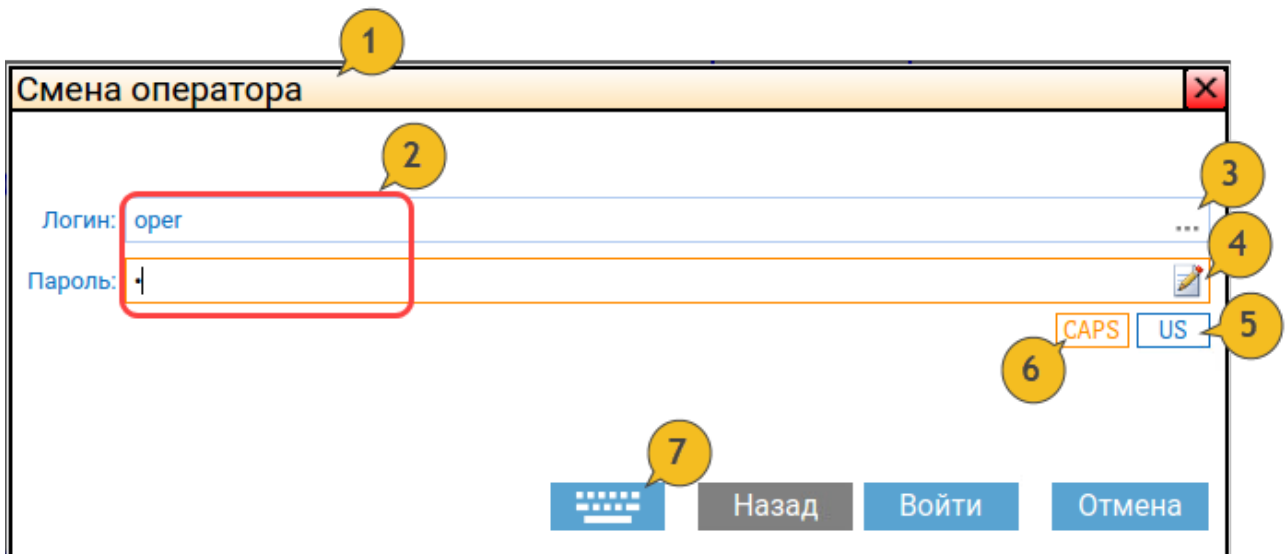 1
Смена оператора
2
3
Логин: oper ...
4
Пароль: •
CAPS US 5
6
7
Назад Войти Отмена